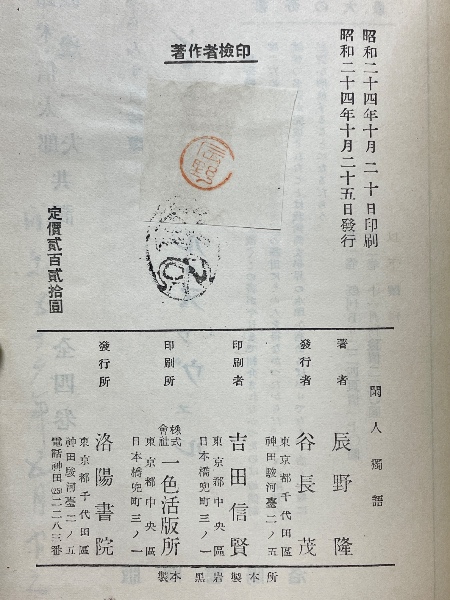 著作者檢印
昭和二十四年十月二十日印刷
昭和二十四年十月二十五日發行
定價貳百貳拾圓
閑人獨語
著者 辰野隆
發行者 谷長茂
東京都千代田區
神田駿河臺二ノ五
印刷者 吉田信賢
東京都中央區
日本橋兜町三ノ一
印刷所 株式會社 一色活版所
東京都中央區
日本橋兜町三ノ一
發行所 洛陽書院
東京都千代田區
神田駿河臺二ノ五
電話神田(25)二二八三番
製本 黑岩製本所